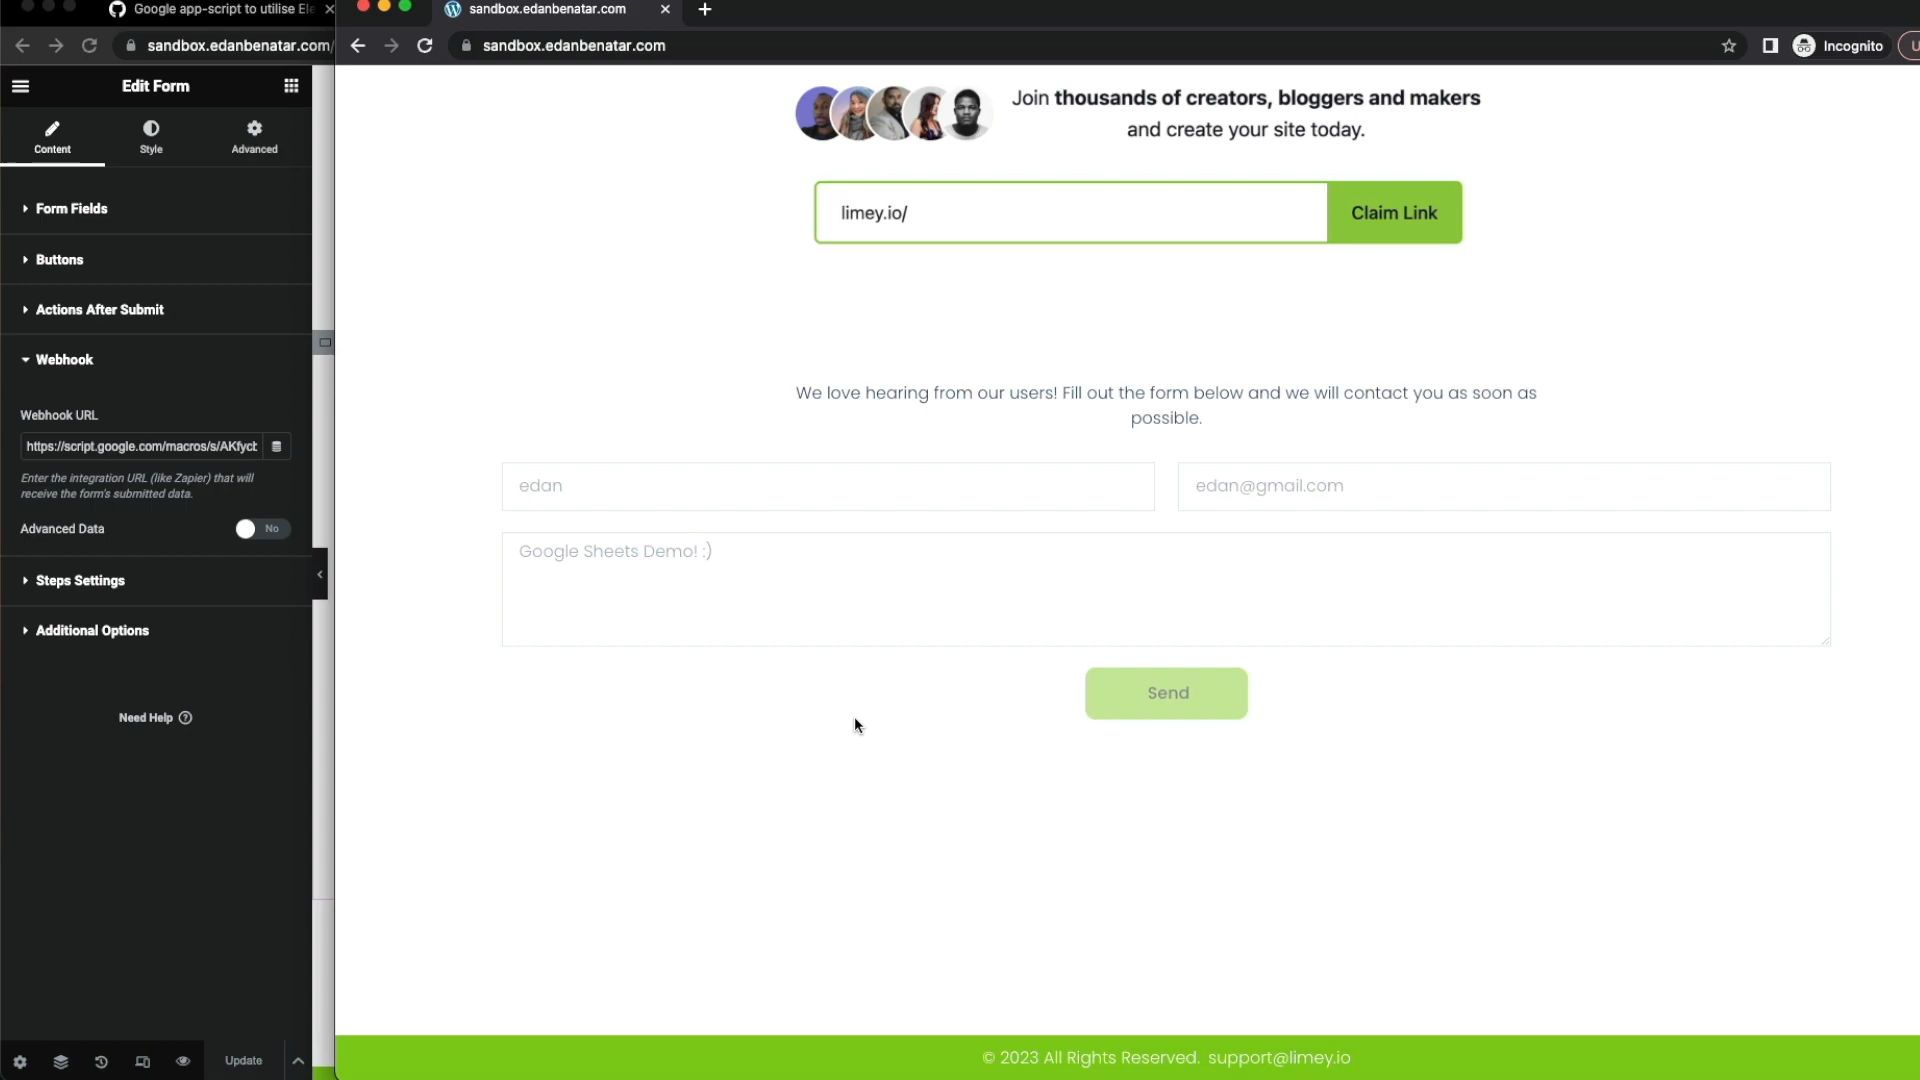 Google app-script to utilise Ele
sandbox.edanbenatar.com
sandbox.edanbenatar.com/
sandbox.edanbenatar.com
Incognito
Edit Form
Content
Style
Advanced
Form Fields
Buttons
Actions After Submit
Webhook
Webhook URL
https://script.google.com/macros/s/AKfyct
Enter the integration URL (like Zapier) that will
receive the form's submitted data.
Advanced Data
No
Steps Settings
Additional Options
Need Help
Update
Join thousands of creators, bloggers and makers
and create your site today.
limey.io/
Claim Link
We love hearing from our users! Fill out the form below and we will contact you as soon as
possible.
edan
edan@gmail.com
Google Sheets Demo! :)
Send
© 2023 All Rights Reserved. support@limey.io